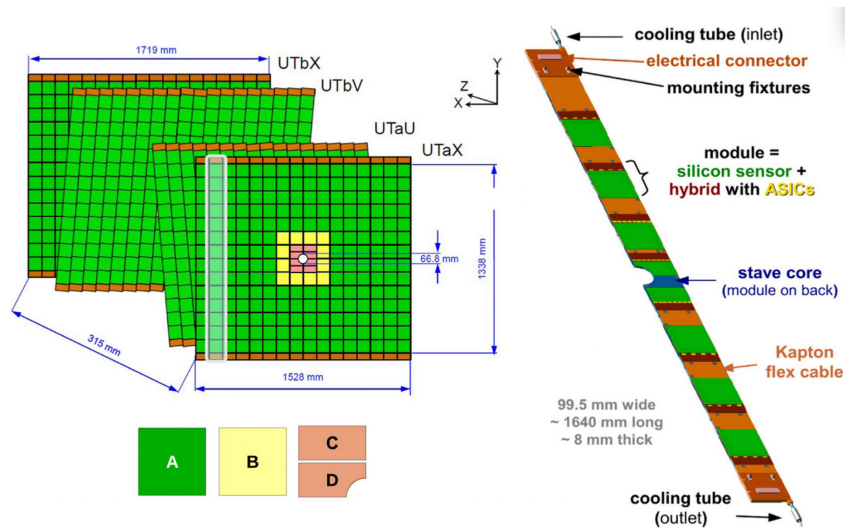 1719 mm
UTbX
UTbV
UTaU
UTaX
Y
Z
X
66.8 mm
1338 mm
315 mm
1528 mm
A
B
C
D
cooling tube (inlet)
electrical connector
mounting fixtures
module =
silicon sensor +
hybrid with ASICs
stave core
(module on back)
Kapton
flex cable
99.5 mm wide
~ 1640 mm long
~ 8 mm thick
cooling tube
(outlet)